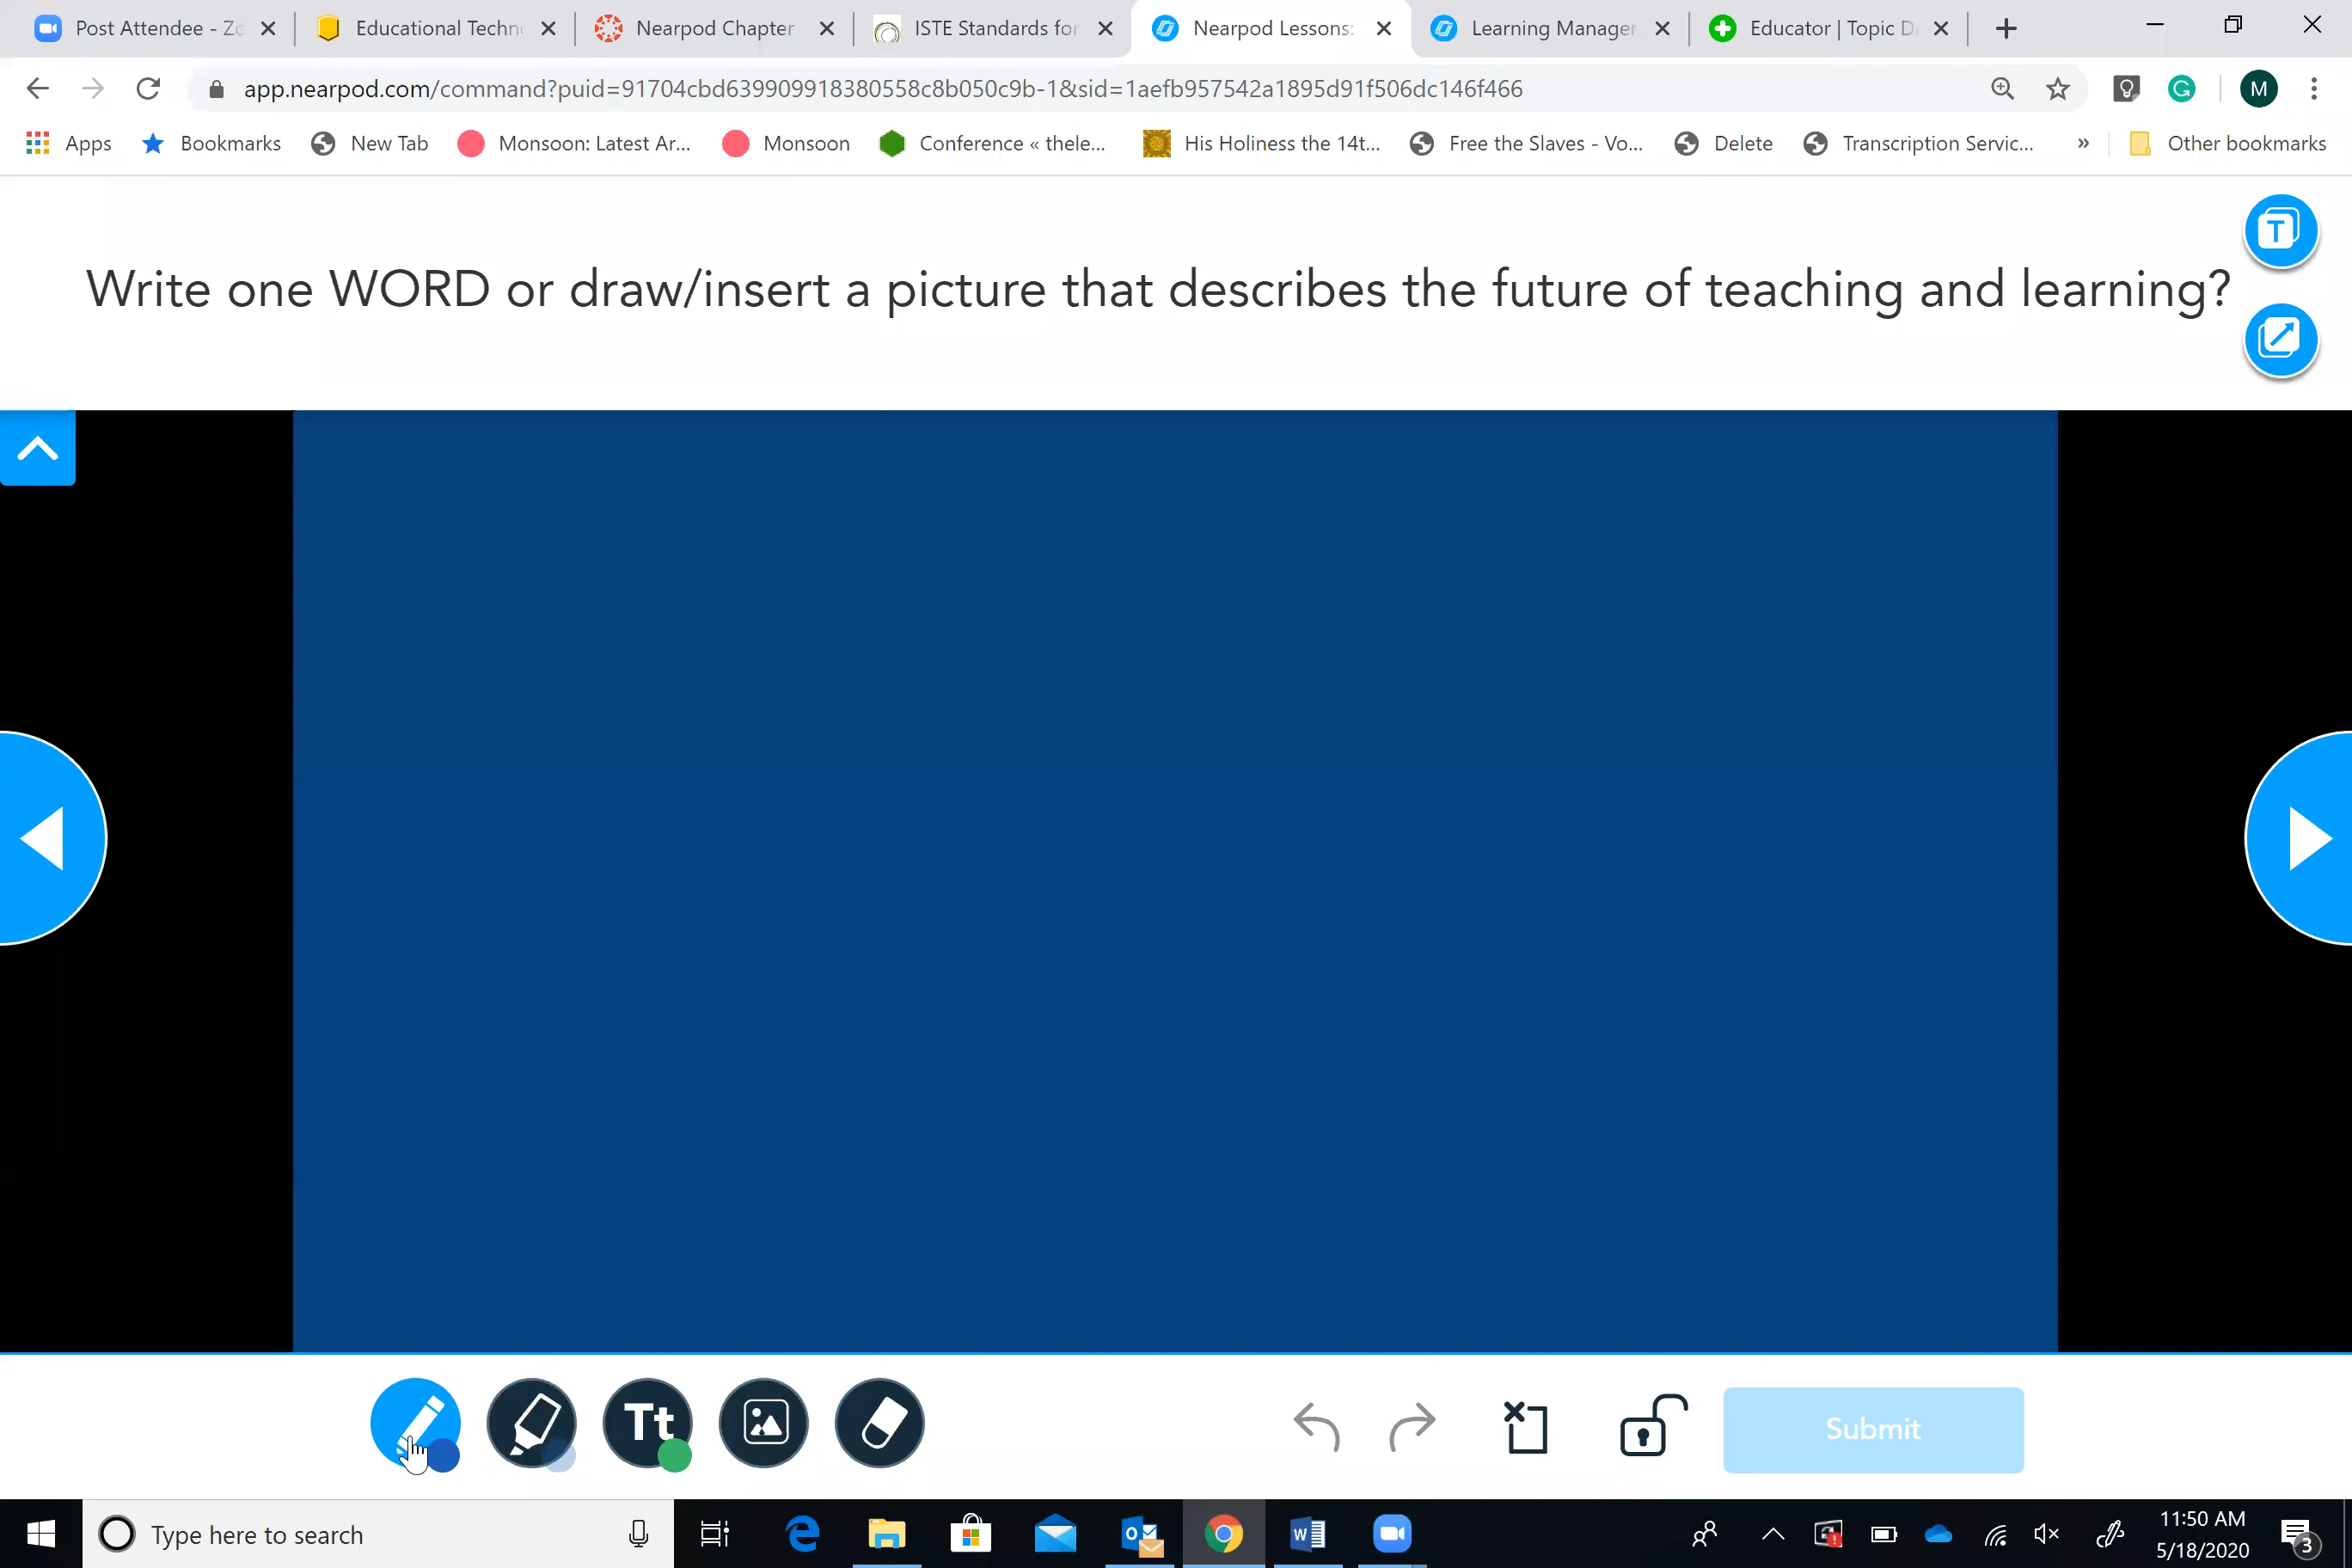 Post Attendee - Zo
Educational Techn
Nearpod Chapter
ISTE Standards for
Nearpod Lessons:
Learning Manager
Educator | Topic D
app.nearpod.com/command?puid=91704cbd639909918380558c8b050c9b-1&sid=1aefb957542a1895d91f506dc146f466
G
M
Apps
Bookmarks
New Tab
Monsoon: Latest Ar...
Monsoon
Conference « thele...
His Holiness the 14t...
Free the Slaves - Vo...
Delete
Transcription Servic...
»
Other bookmarks
T
Write one WORD or draw/insert a picture that describes the future of teaching and learning?
Tt
Submit
Type here to search
11:50 AM
5/18/2020
3